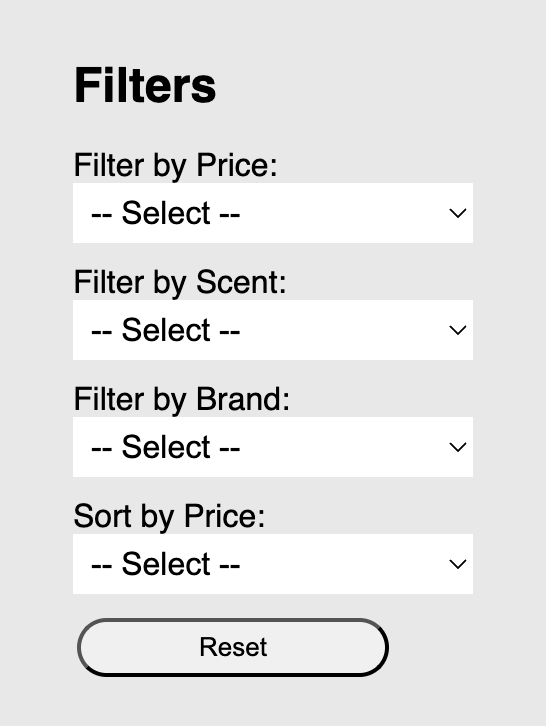 Filters
Filter by Price:
-- Select --
Filter by Scent:
-- Select --
Filter by Brand:
-- Select --
Sort by Price:
-- Select --
Reset